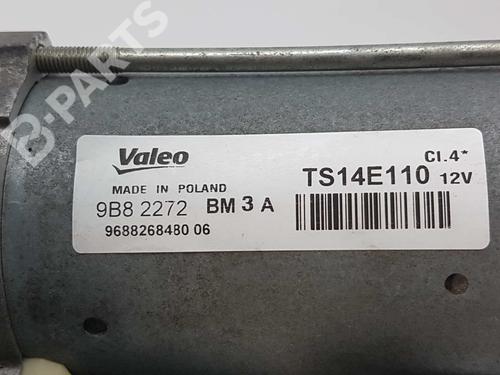 B-PARTS
Valeo
MADE IN POLAND
9B8 2272 BM 3 A
9688268480 06
Cl.4*
TS14E110 12V